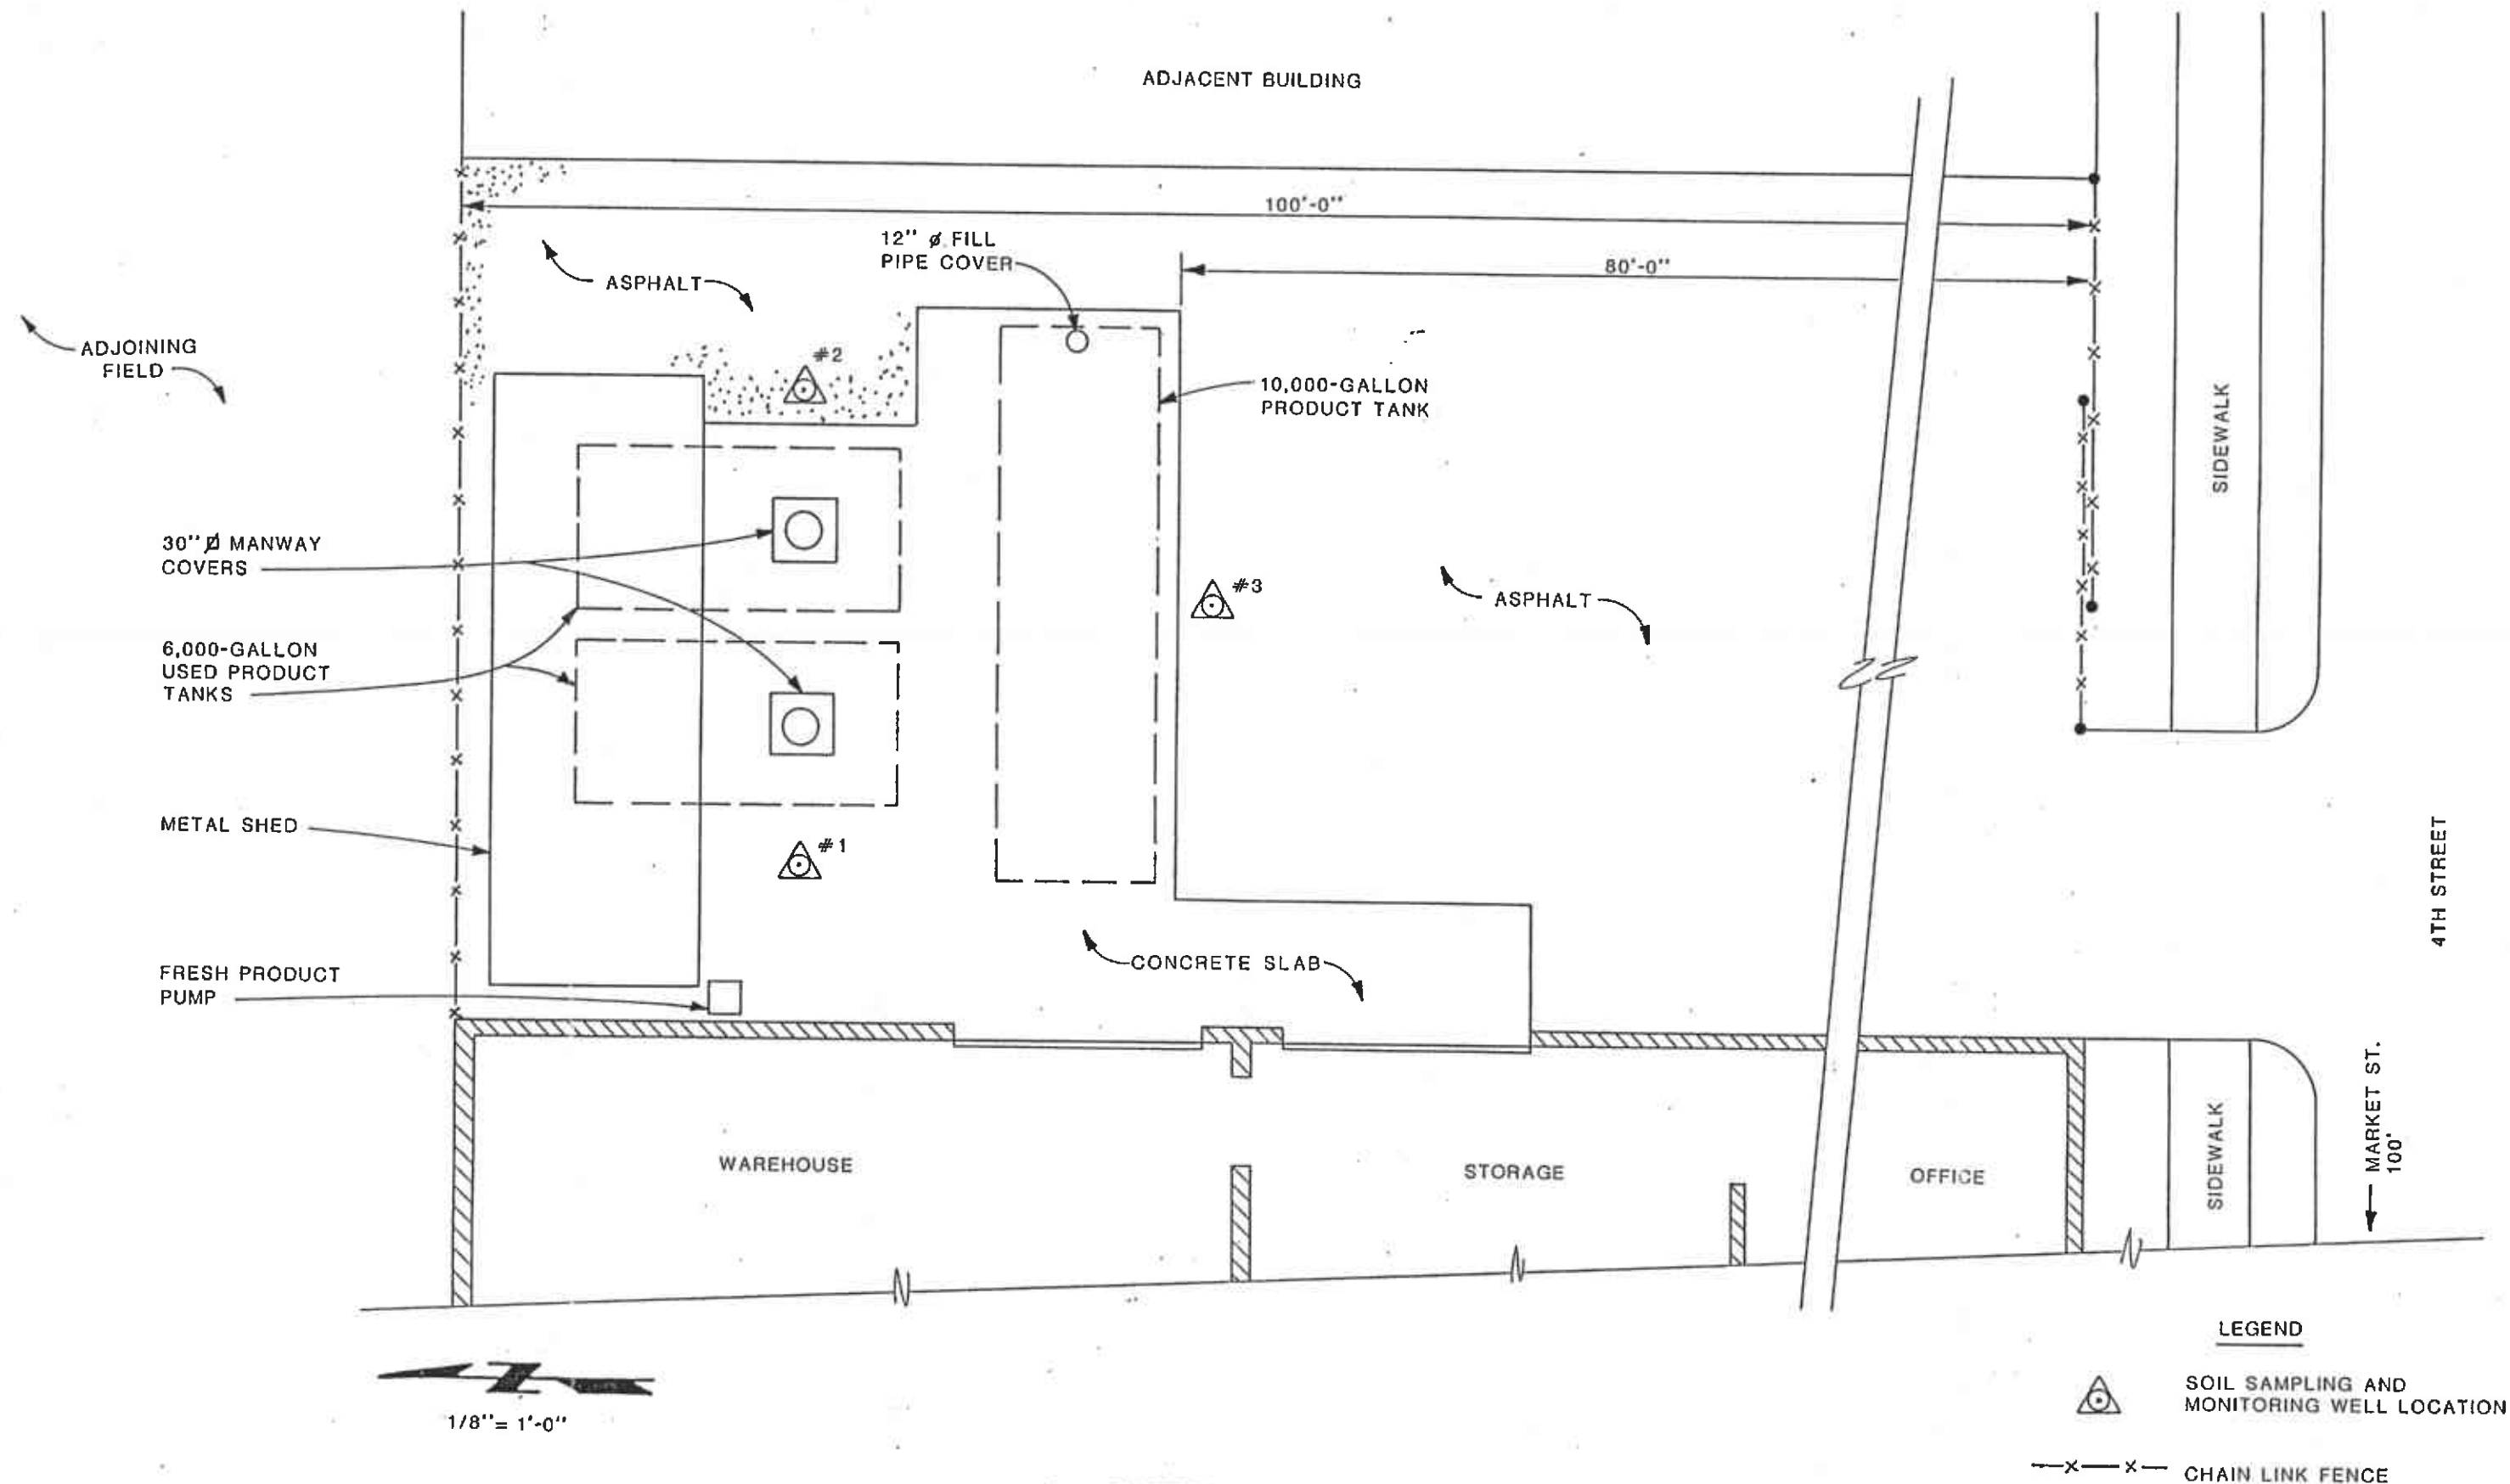 ADJACENT BUILDING
100'-0"
12" ø FILL
PIPE COVER
80'-0"
ASPHALT
ADJOINING
FIELD
#2
10,000-GALLON
PRODUCT TANK
SIDEWALK
30" Ø MANWAY
COVERS
#3
ASPHALT
6,000-GALLON
USED PRODUCT
TANKS
METAL SHED
#1
4TH STREET
CONCRETE SLAB
FRESH PRODUCT
PUMP
MARKET ST.
100'
WAREHOUSE
STORAGE
OFFICE
SIDEWALK
LEGEND
SOIL SAMPLING AND
MONITORING WELL LOCATION
1/8"= 1'-0"
CHAIN LINK FENCE